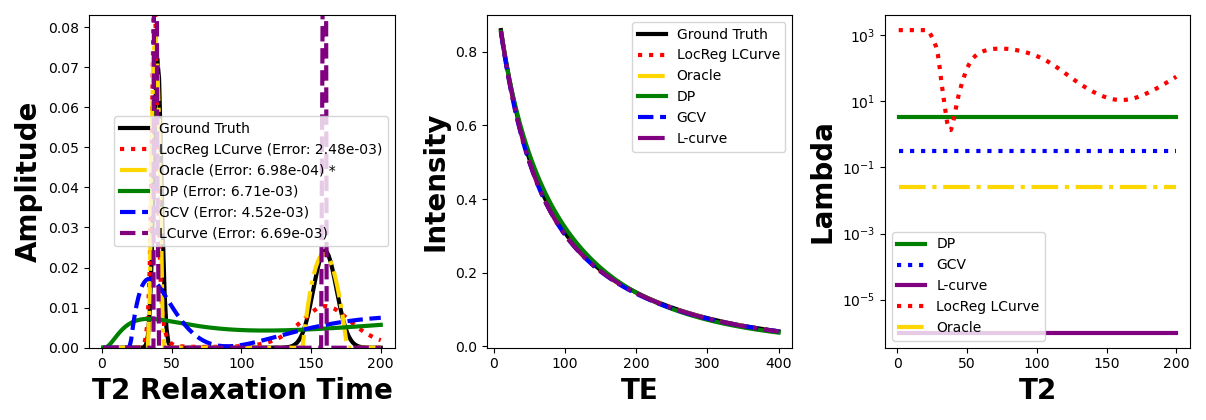 Amplitude
0.08
0.07
0.06
0.05
0.04
0.03
0.02
0.01
0.00
Ground Truth
LocReg LCurve (Error: 2.48e-03)
Oracle (Error: 6.98e-04) *
DP (Error: 6.71e-03)
GCV (Error: 4.52e-03)
LCurve (Error: 6.69e-03)
0 50 100 150 200
T2 Relaxation Time
Intensity
0.8
0.6
0.4
0.2
0.0
Ground Truth
LocReg LCurve
Oracle
DP
GCV
L-curve
0 100 200 300 400
TE
Lambda
10³
10¹
10⁻¹
10⁻³
10⁻⁵
DP
GCV
L-curve
LocReg LCurve
Oracle
0 50 100 150 200
T2